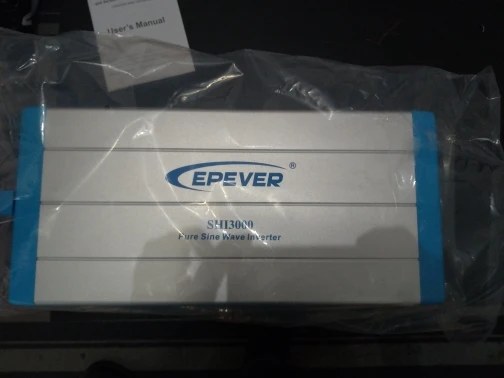 User's Manual
EPEVER®
SHI3000
Pure Sine Wave Inverter